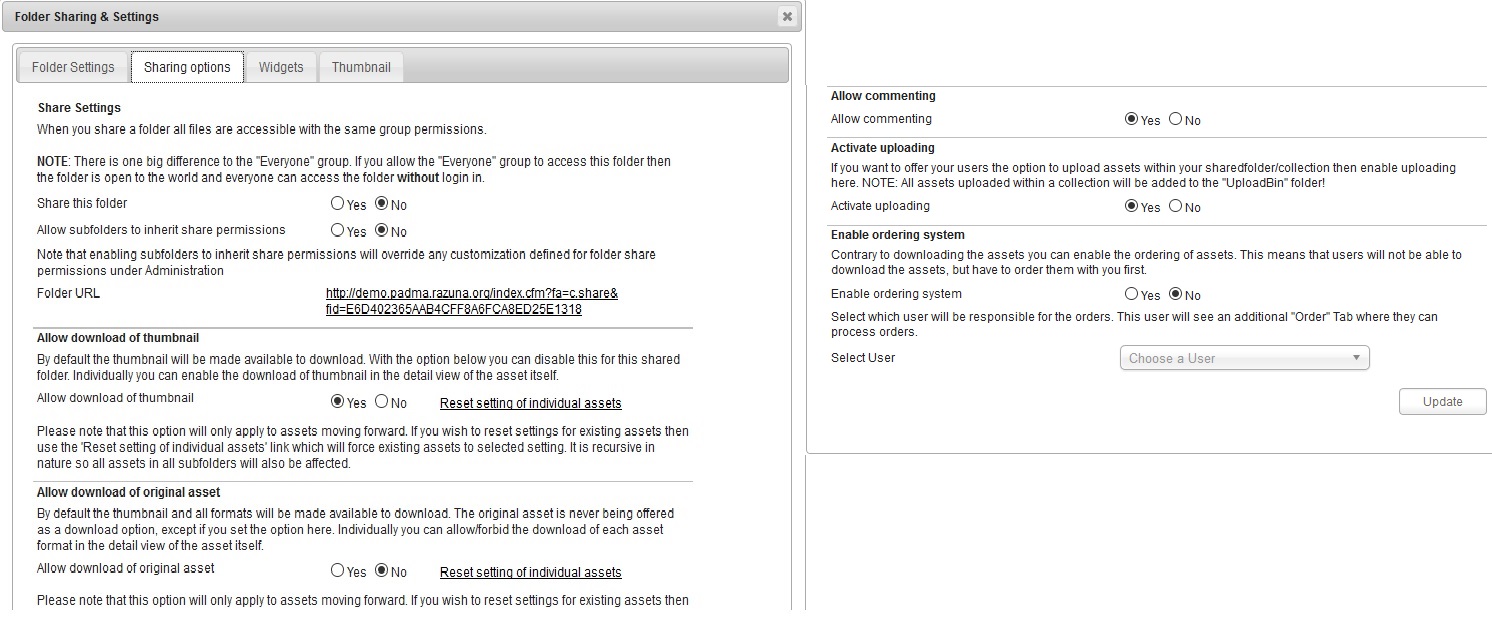 Folder Sharing & Settings
Folder Settings
Sharing options
Widgets
Thumbnail
Share Settings
When you share a folder all files are accessible with the same group permissions.
NOTE: There is one big difference to the "Everyone" group. If you allow the "Everyone" group to access this folder then
the folder is open to the world and everyone can access the folder without login in.
Share this folder Yes No
Allow subfolders to inherit share permissions Yes No
Note that enabling subfolders to inherit share permissions will override any customization defined for folder share
permissions under Administration
Folder URL http://demo.padma.razuna.org/index.cfm?fa=c.share&
fid=E6D402365AAB4CFF8A6FCA8ED25E1318
Allow download of thumbnail
By default the thumbnail will be made available to download. With the option below you can disable this for this shared
folder. Individually you can enable the download of thumbnail in the detail view of the asset itself.
Allow download of thumbnail Yes No Reset setting of individual assets
Please note that this option will only apply to assets moving forward. If you wish to reset settings for existing assets then
use the 'Reset setting of individual assets' link which will force existing assets to selected setting. It is recursive in
nature so all assets in all subfolders will also be affected.
Allow download of original asset
By default the thumbnail and all formats will be made available to download. The original asset is never being offered
as a download option, except if you set the option here. Individually you can allow/forbid the download of each asset
format in the detail view of the asset itself.
Allow download of original asset Yes No Reset setting of individual assets
Please note that this option will only apply to assets moving forward. If you wish to reset settings for existing assets then
Allow commenting
Allow commenting Yes No
Activate uploading
If you want to offer your users the option to upload assets within your sharedfolder/collection then enable uploading
here. NOTE: All assets uploaded within a collection will be added to the "UploadBin" folder!
Activate uploading Yes No
Enable ordering system
Contrary to downloading the assets you can enable the ordering of assets. This means that users will not be able to
download the assets, but have to order them with you first.
Enable ordering system Yes No
Select which user will be responsible for the orders. This user will see an additional "Order" Tab where they can
process orders.
Select User Choose a User
Update